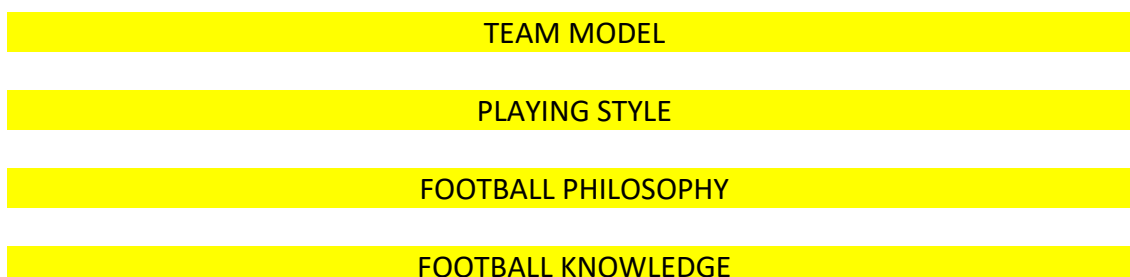 TEAM MODEL
PLAYING STYLE
FOOTBALL PHILOSOPHY
FOOTBALL KNOWLEDGE